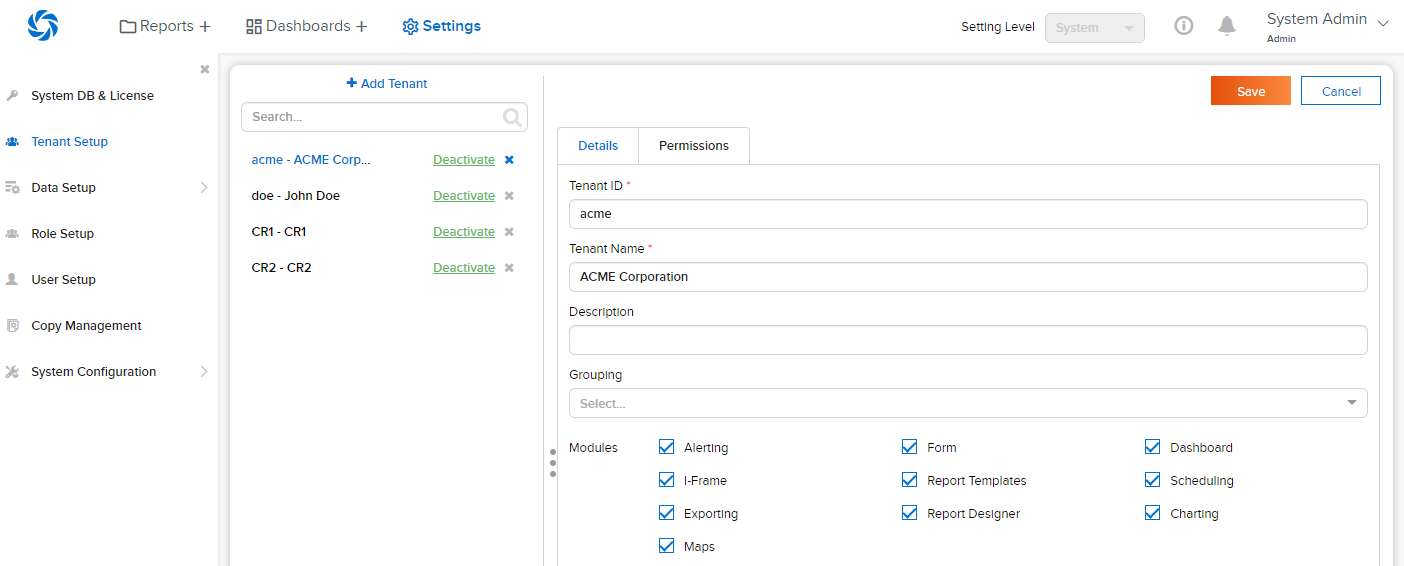 Reports +
Dashboards +
Settings
Setting Level
System
System Admin
Admin
System DB & License
Tenant Setup
Data Setup
Role Setup
User Setup
Copy Management
System Configuration
+ Add Tenant
Search...
acme - ACME Corp... Deactivate
doe - John Doe Deactivate
CR1 - CR1 Deactivate
CR2 - CR2 Deactivate
Save
Cancel
Details
Permissions
Tenant ID *
acme
Tenant Name *
ACME Corporation
Description
Grouping
Select...
Modules
Alerting Form Dashboard
I-Frame Report Templates Scheduling
Exporting Report Designer Charting
Maps